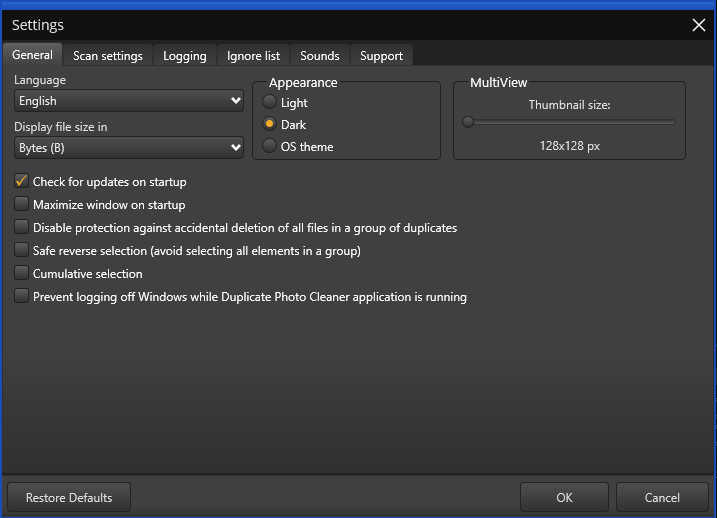 Settings
General Scan settings Logging Ignore list Sounds Support
Language
English
Display file size in
Bytes (B)
Appearance
Light
Dark
OS theme
MultiView
Thumbnail size:
128x128 px
Check for updates on startup
Maximize window on startup
Disable protection against accidental deletion of all files in a group of duplicates
Safe reverse selection (avoid selecting all elements in a group)
Cumulative selection
Prevent logging off Windows while Duplicate Photo Cleaner application is running
Restore Defaults OK Cancel